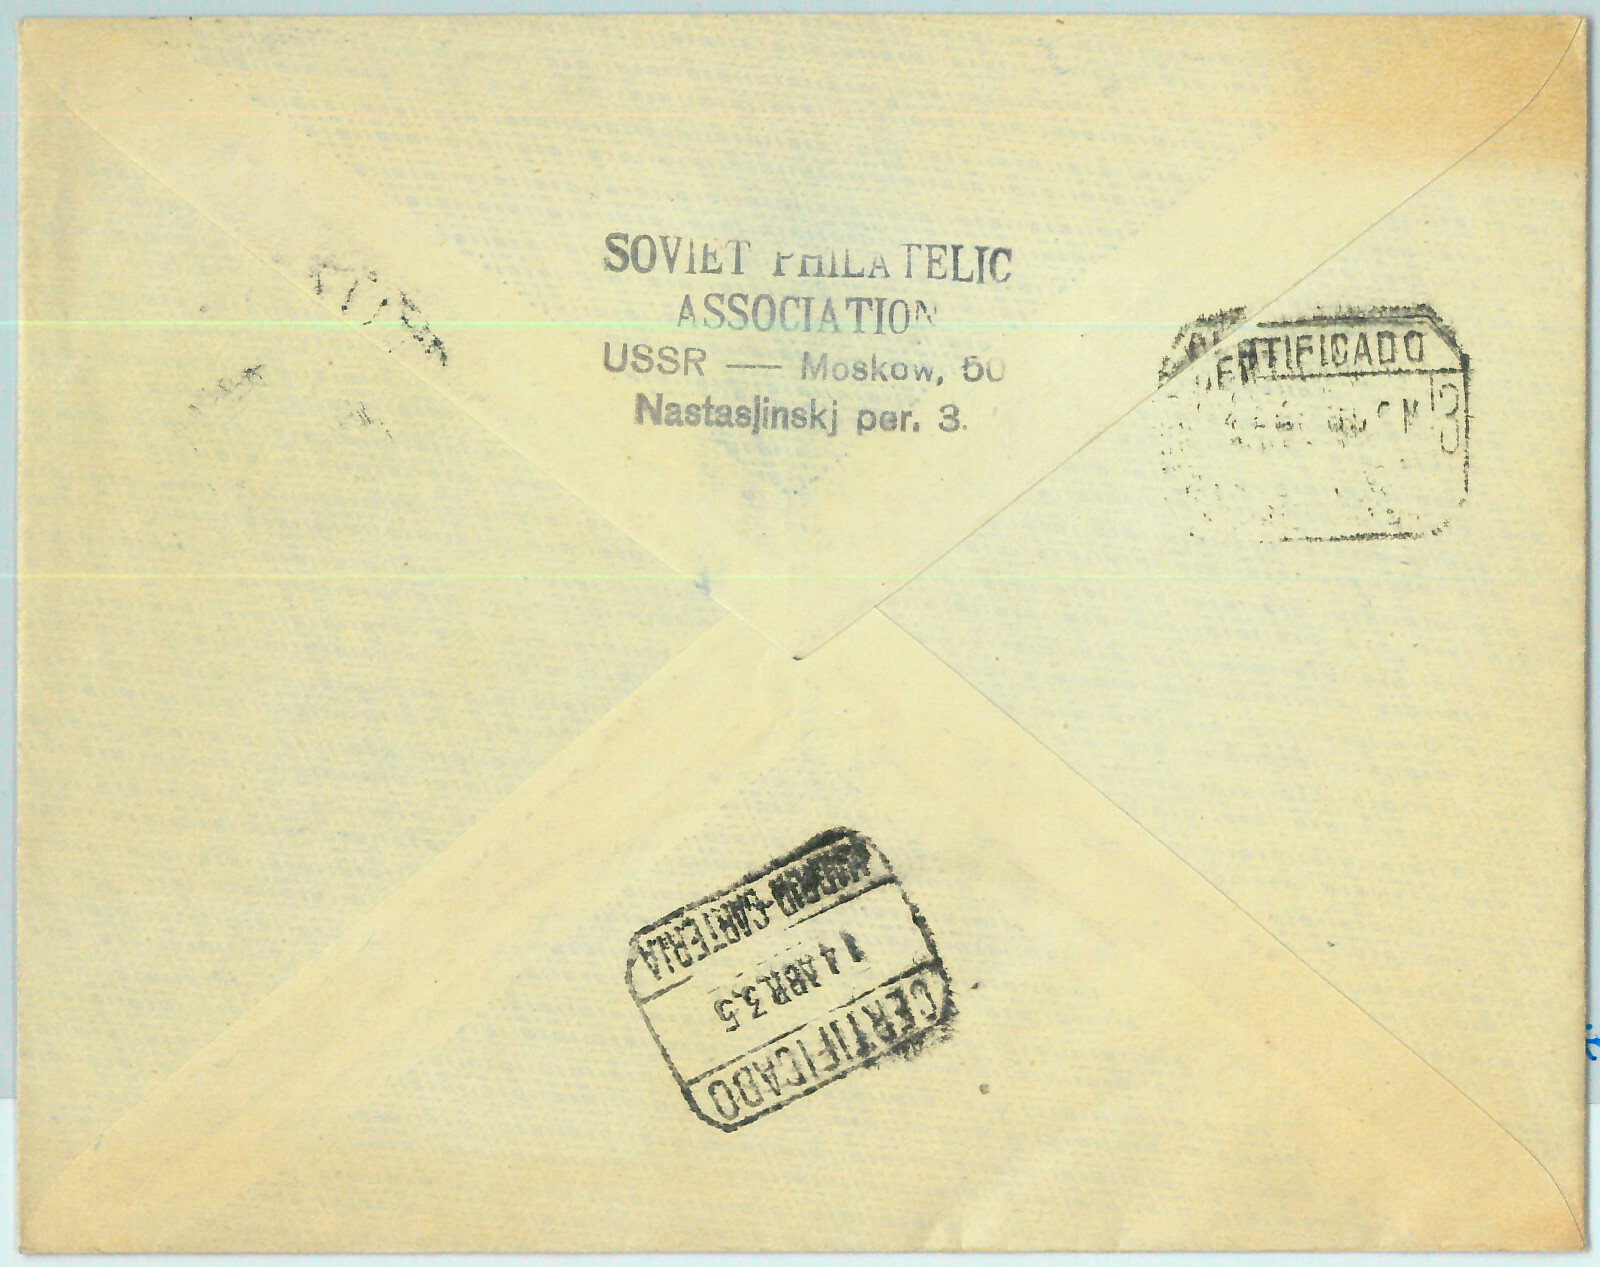 SOVIET PHILATELIC
ASSOCIATION
USSR — Moskow, 50
Nastasjinskj per. 3.
CERTIFICADO
MADRID-CARTERIA
14 ABR.35
CERTIFICADO